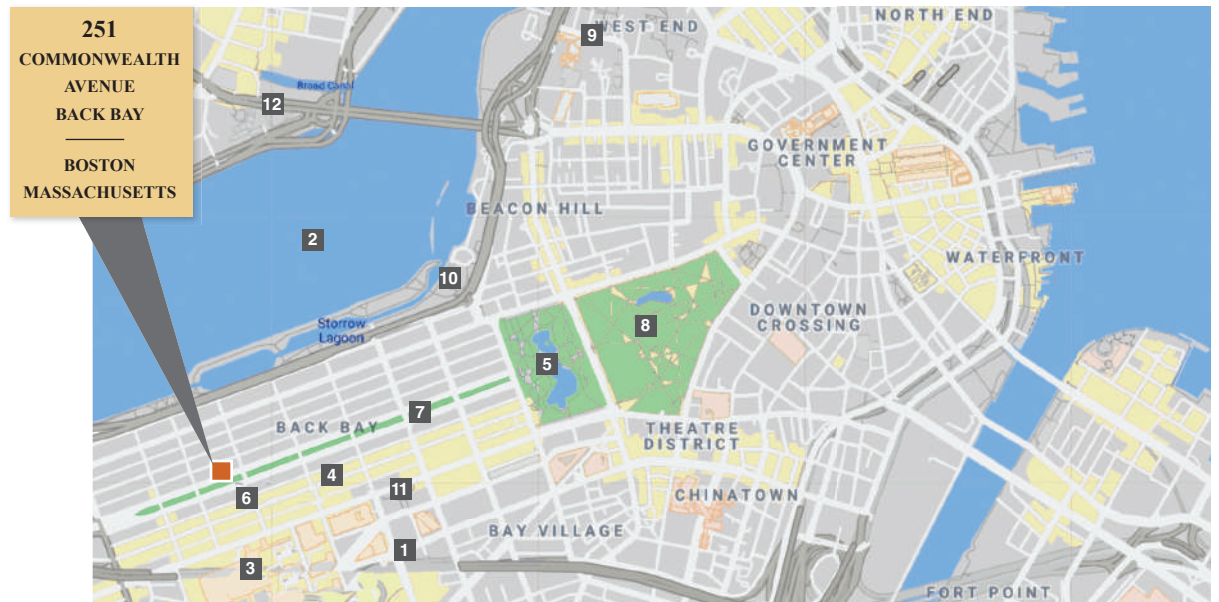 251
COMMONWEALTH
AVENUE
BACK BAY
BOSTON
MASSACHUSETTS
9
WEST END
NORTH END
Broad Canal
12
GOVERNMENT
CENTER
BEACON HILL
2
10
WATERFRONT
Storrow
Lagoon
8
DOWNTOWN
CROSSING
5
7
BACK BAY
THEATRE
DISTRICT
4
6
11
CHINATOWN
BAY VILLAGE
1
3
FORT POINT